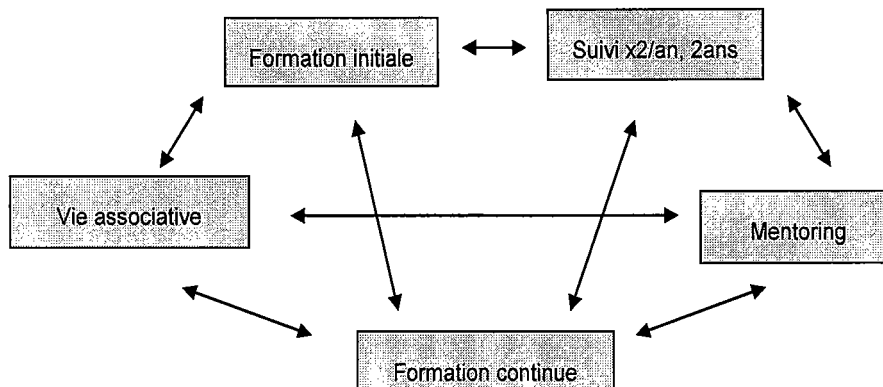 Formation initiale
Suivi x2/an, 2ans
Vie associative
Mentoring
Formation continue